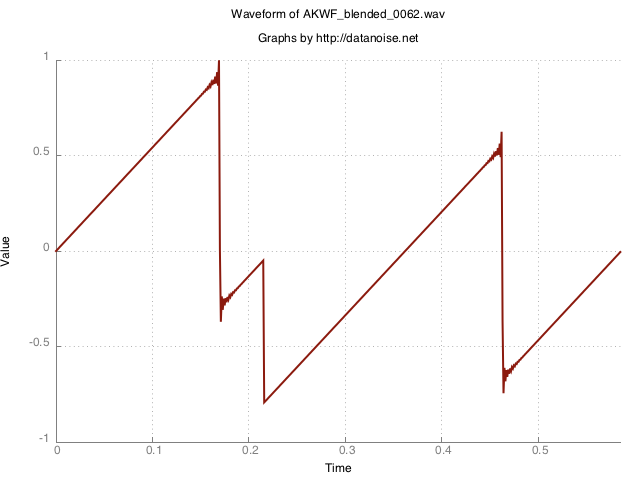 Waveform of AKWF_blended_0062.wav
Graphs by http://datanoise.net
1
0.5
0
-0.5
-1
Value
0 0.1 0.2 0.3 0.4 0.5
Time